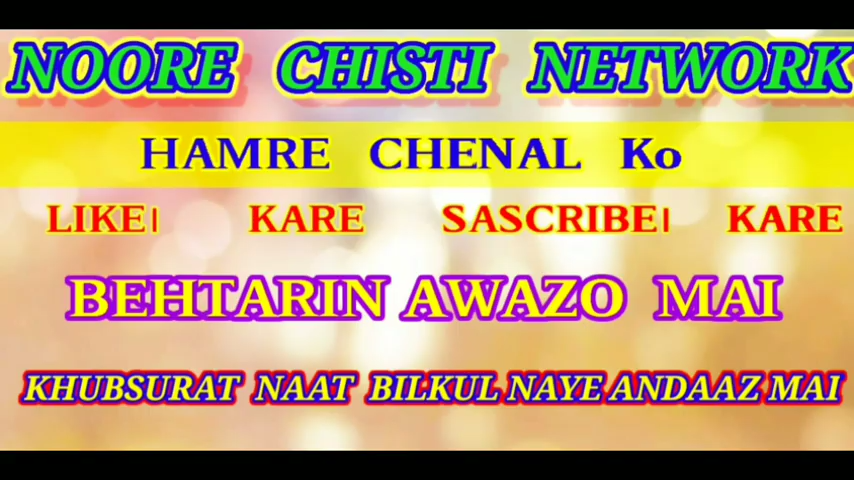 NOORE CHISTI NETWORK
HAMRE CHENAL Ko
LIKE। KARE SASCRIBE। KARE
BEHTARIN AWAZO MAI
KHUBSURAT NAAT BILKUL NAYE ANDAAZ MAI